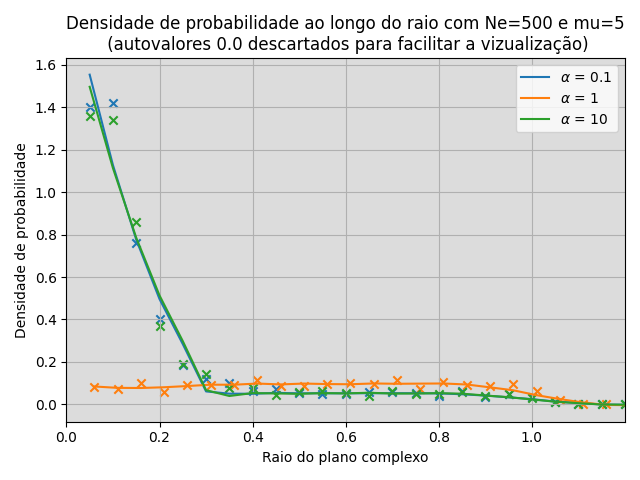 Densidade de probabilidade ao longo do raio com Ne=500 e mu=5
(autovalores 0.0 descartados para facilitar a vizualização)
Densidade de probabilidade
1.6
1.4
1.2
1.0
0.8
0.6
0.4
0.2
0.0
α = 0.1
α = 1
α = 10
0.0 0.2 0.4 0.6 0.8 1.0
Raio do plano complexo